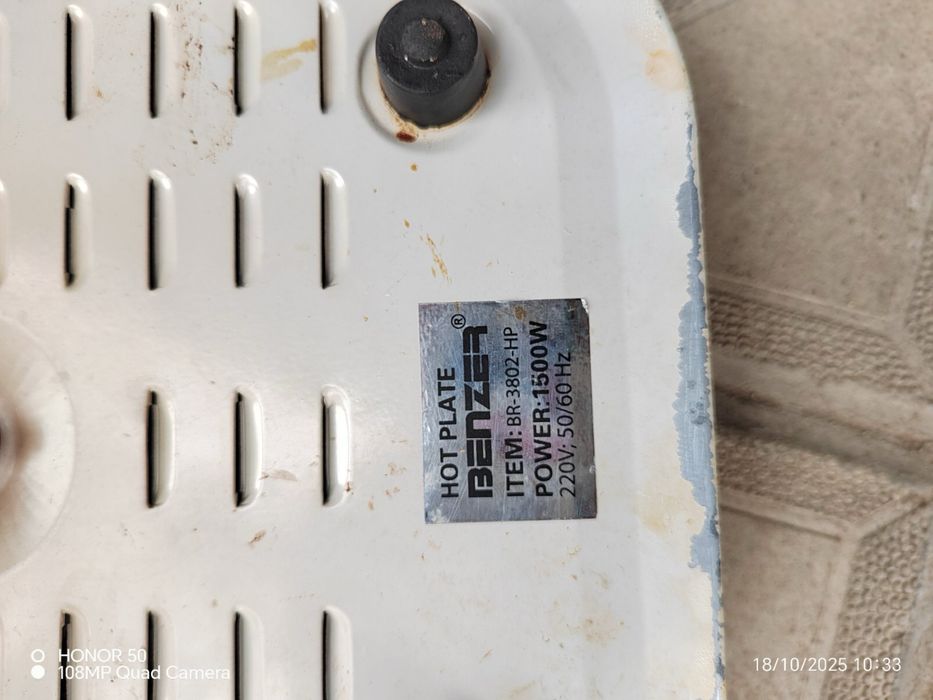 HOT PLATE
BENZER®
ITEM: BR-3802-HP
POWER:1500W
220V; 50/60 Hz
HONOR 50
108MP Quad Camera
18/10/2025 10:33